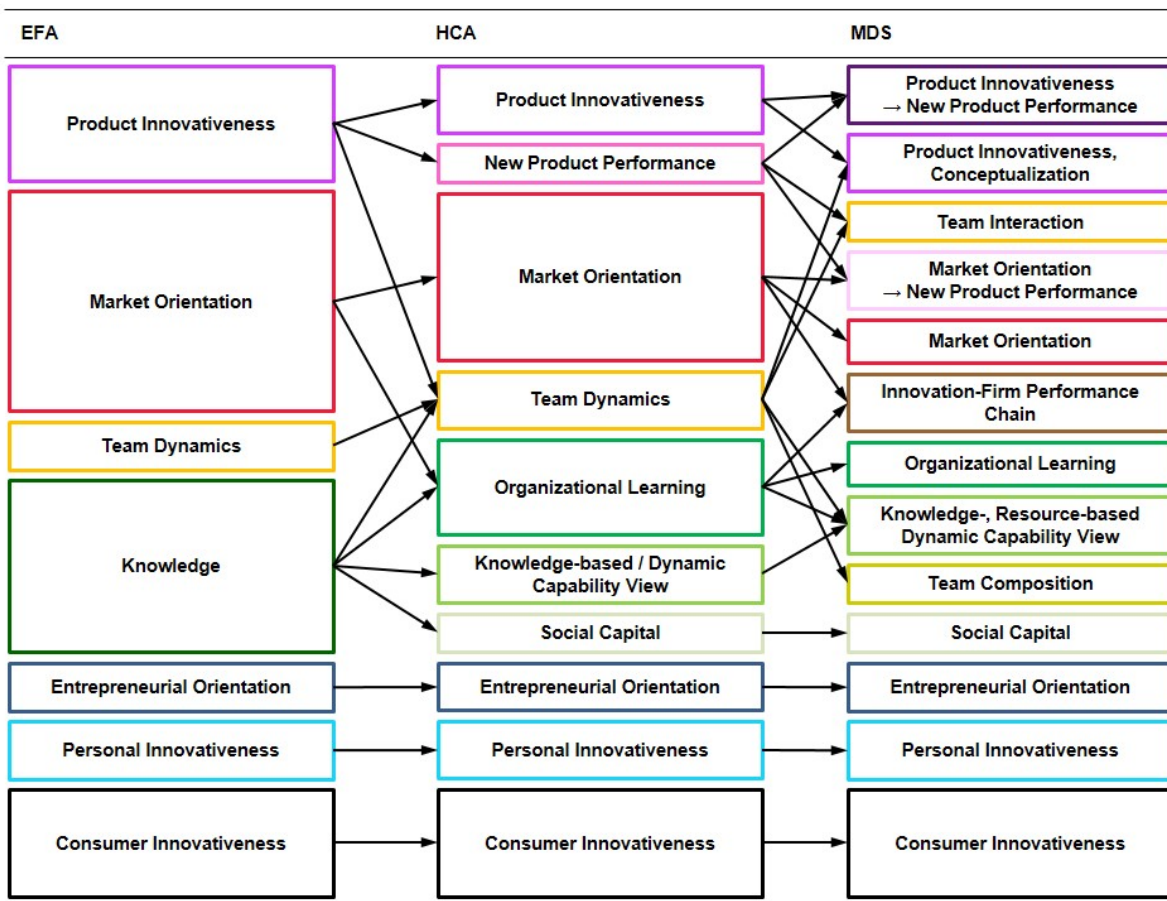 EFA
HCA
MDS
Product Innovativeness
Market Orientation
Team Dynamics
Knowledge
Entrepreneurial Orientation
Personal Innovativeness
Consumer Innovativeness
Product Innovativeness
New Product Performance
Market Orientation
Team Dynamics
Organizational Learning
Knowledge-based / Dynamic
Capability View
Social Capital
Entrepreneurial Orientation
Personal Innovativeness
Consumer Innovativeness
Product Innovativeness
→ New Product Performance
Product Innovativeness,
Conceptualization
Team Interaction
Market Orientation
→ New Product Performance
Market Orientation
Innovation-Firm Performance
Chain
Organizational Learning
Knowledge-, Resource-based
Dynamic Capability View
Team Composition
Social Capital
Entrepreneurial Orientation
Personal Innovativeness
Consumer Innovativeness